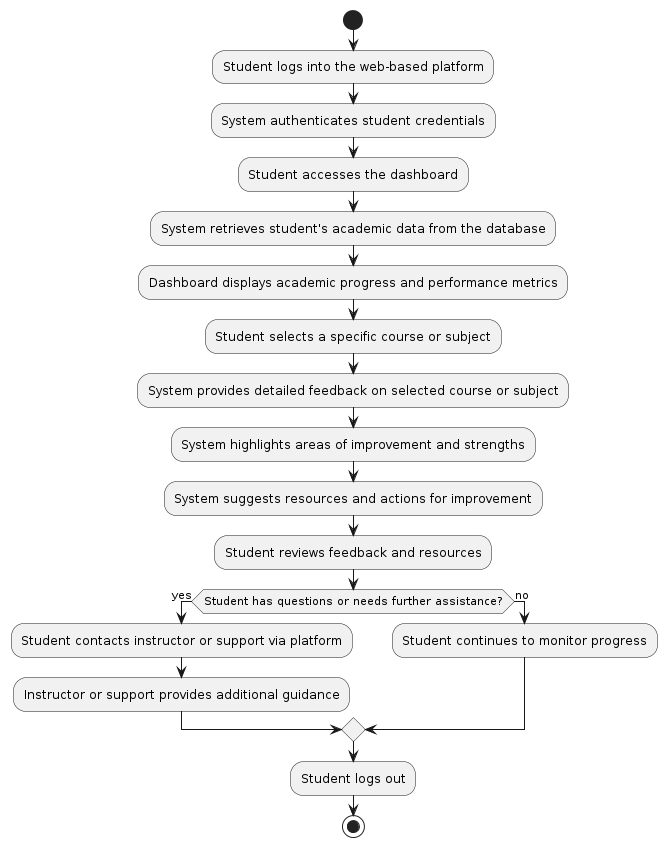 Student logs into the web-based platform
System authenticates student credentials
Student accesses the dashboard
System retrieves student's academic data from the database
Dashboard displays academic progress and performance metrics
Student selects a specific course or subject
System provides detailed feedback on selected course or subject
System highlights areas of improvement and strengths
System suggests resources and actions for improvement
Student reviews feedback and resources
yes
Student has questions or needs further assistance?
no
Student contacts instructor or support via platform
Student continues to monitor progress
Instructor or support provides additional guidance
Student logs out